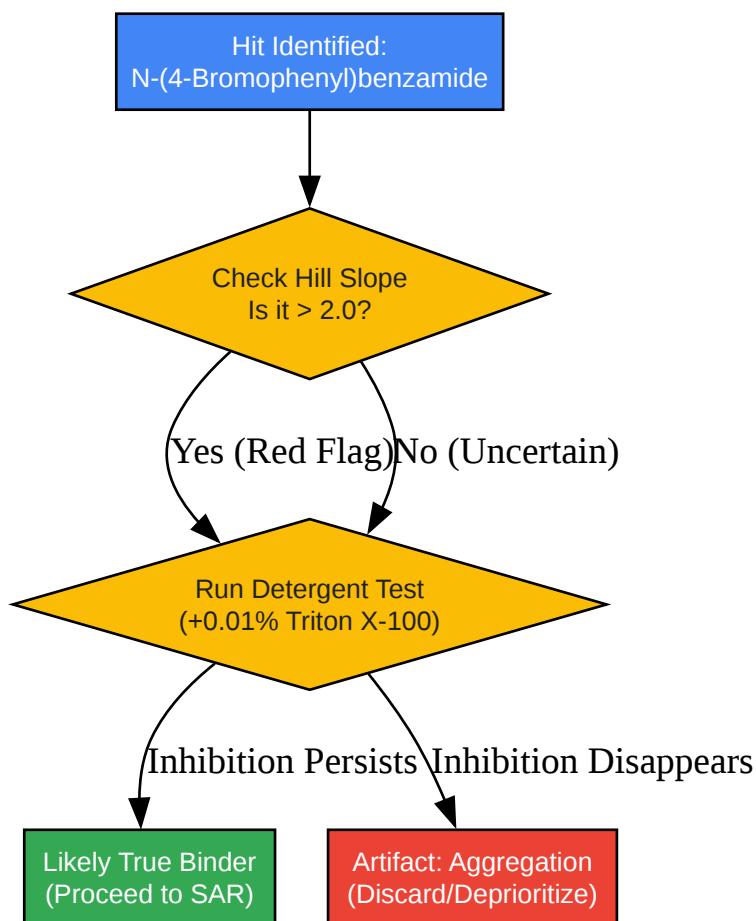 Hit Identified:
N-(4-Bromophenyl)benzamide
Check Hill Slope
Is it > 2.0?
Yes (Red Flag)
No (Uncertain)
Run Detergent Test
(+0.01% Triton X-100)
Inhibition Persists
Inhibition Disappears
Likely True Binder
(Proceed to SAR)
Artifact: Aggregation
(Discard/Deprioritize)